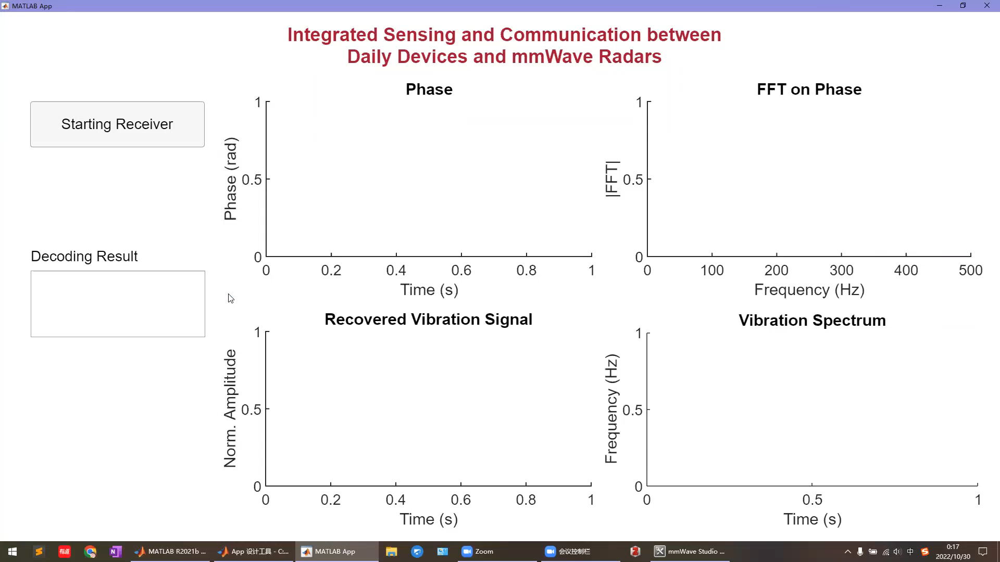 MATLAB App
Integrated Sensing and Communication between
Daily Devices and mmWave Radars
Starting Receiver
Decoding Result
Phase
1
0.5
0
Phase (rad)
0 0.2 0.4 0.6 0.8 1
Time (s)
FFT on Phase
1
0.5
0
|FFT|
0 100 200 300 400 500
Frequency (Hz)
Recovered Vibration Signal
1
0.5
0
Norm. Amplitude
0 0.2 0.4 0.6 0.8 1
Time (s)
Vibration Spectrum
1
0.5
0
Frequency (Hz)
0 0.5 1
Time (s)
有道
N
MATLAB R2021b ...
App 设计工具 - C:...
MATLAB App
Zoom
会议控制栏
mmWave Studio ...
中
S
0:17
2022/10/30